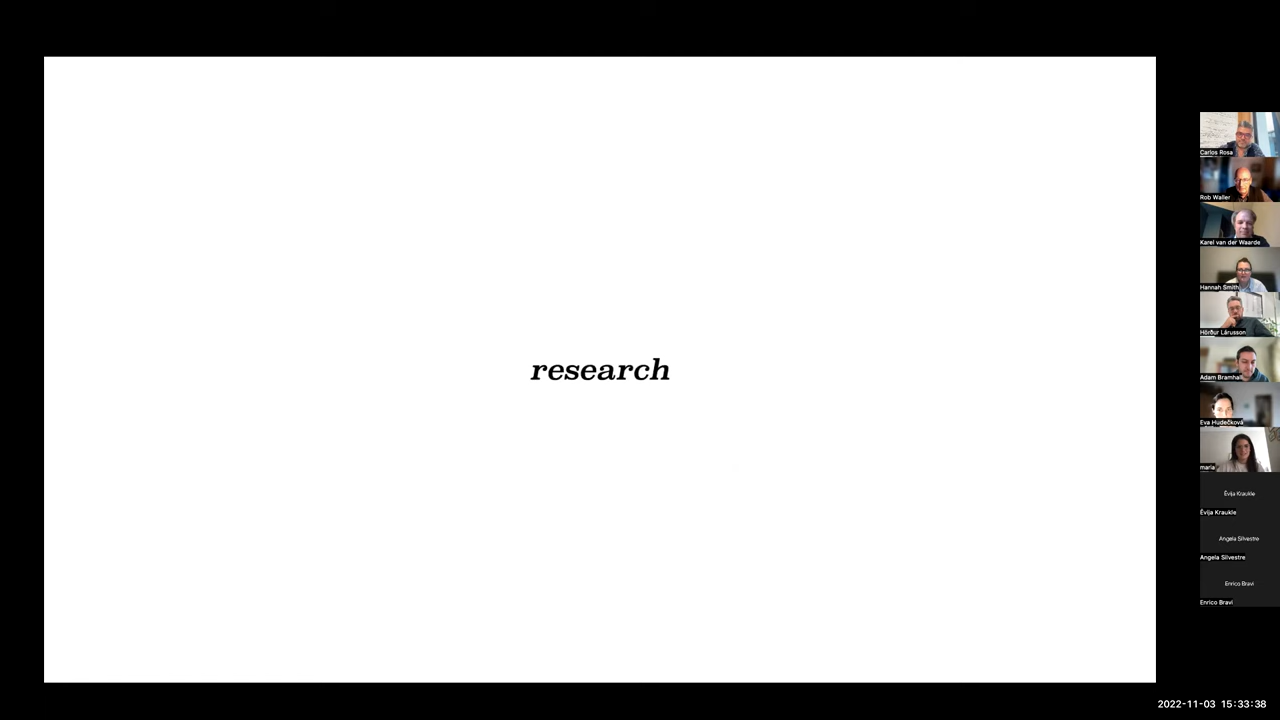 research
Carlos Rosa
Rob Waller
Karel van der Waarde
Hannah Smith
Hörður Lárusson
Adam Bramhall
Eva Hudečková
maria
Évija Kraukle
Évija Kraukle
Angela Silvestre
Angela Silvestre
Enrico Bravi
Enrico Bravi
2022-11-03 15:33:38